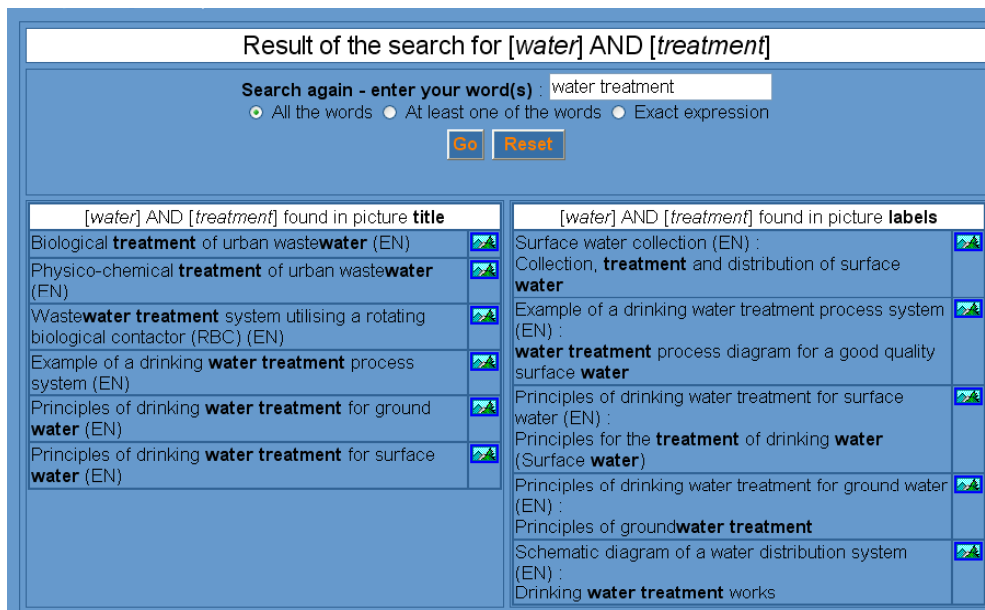 Result of the search for [water] AND [treatment]
Search again - enter your word(s) : water treatment
All the words At least one of the words Exact expression
Go Reset
[water] AND [treatment] found in picture title
Biological treatment of urban wastewater (EN)
Physico-chemical treatment of urban wastewater
(EN)
Wastewater treatment system utilising a rotating
biological contactor (RBC) (EN)
Example of a drinking water treatment process
system (EN)
Principles of drinking water treatment for ground
water (EN)
Principles of drinking water treatment for surface
water (EN)
[water] AND [treatment] found in picture labels
Surface water collection (EN) :
Collection, treatment and distribution of surface
water
Example of a drinking water treatment process system
(EN) :
water treatment process diagram for a good quality
surface water
Principles of drinking water treatment for surface
water (EN) :
Principles for the treatment of drinking water
(Surface water)
Principles of drinking water treatment for ground water
(EN) :
Principles of groundwater treatment
Schematic diagram of a water distribution system
(EN) :
Drinking water treatment works